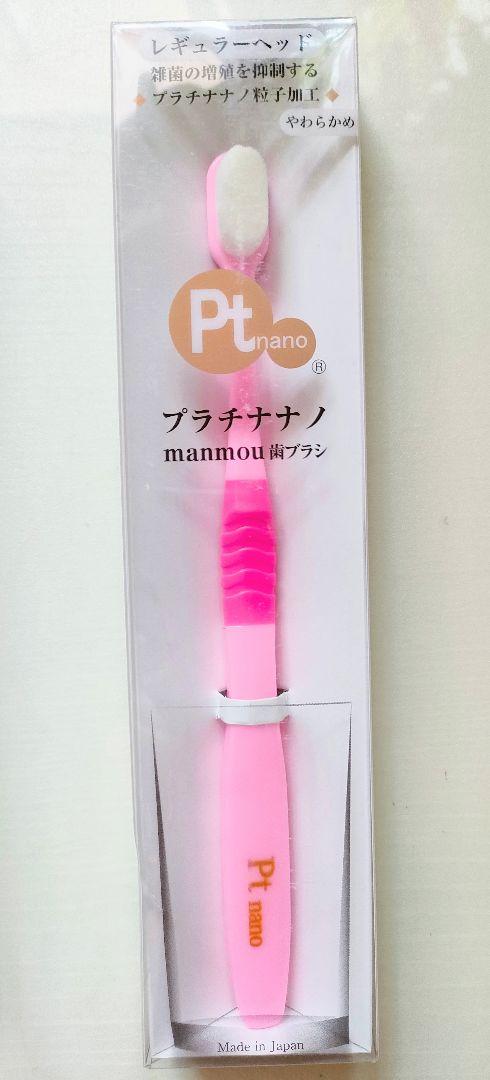 レギュラーヘッド
雑菌の増殖を抑制する
プラチナナノ粒子加工
やわらかめ
Pt nano
®
プラチナナノ
manmou 歯ブラシ
Pt nano
Made in Japan